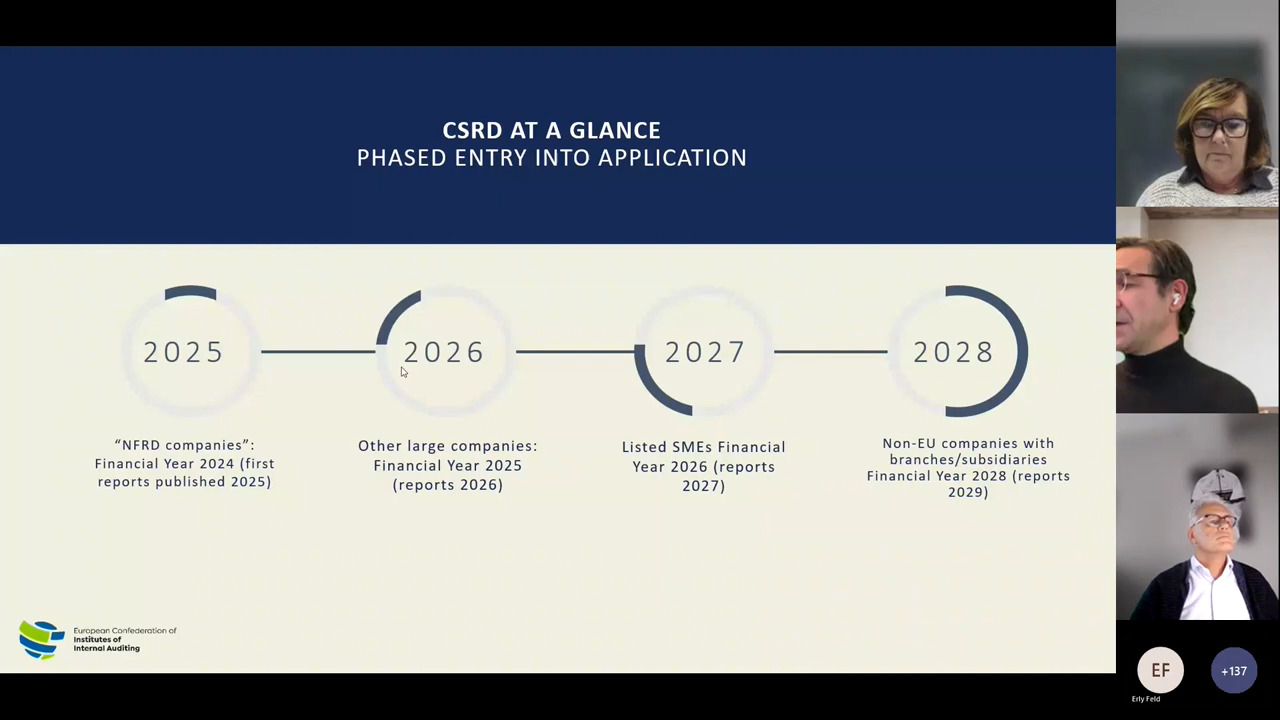 CSRD AT A GLANCE
PHASED ENTRY INTO APPLICATION
2025
2026
2027
2028
“NFRD companies”:
Financial Year 2024 (first
reports published 2025)
Other large companies:
Financial Year 2025
(reports 2026)
Listed SMEs Financial
Year 2026 (reports
2027)
Non-EU companies with
branches/subsidiaries
Financial Year 2028 (reports
2029)
European Confederation of
Institutes of
Internal Auditing
EF
+137
Erly Feld